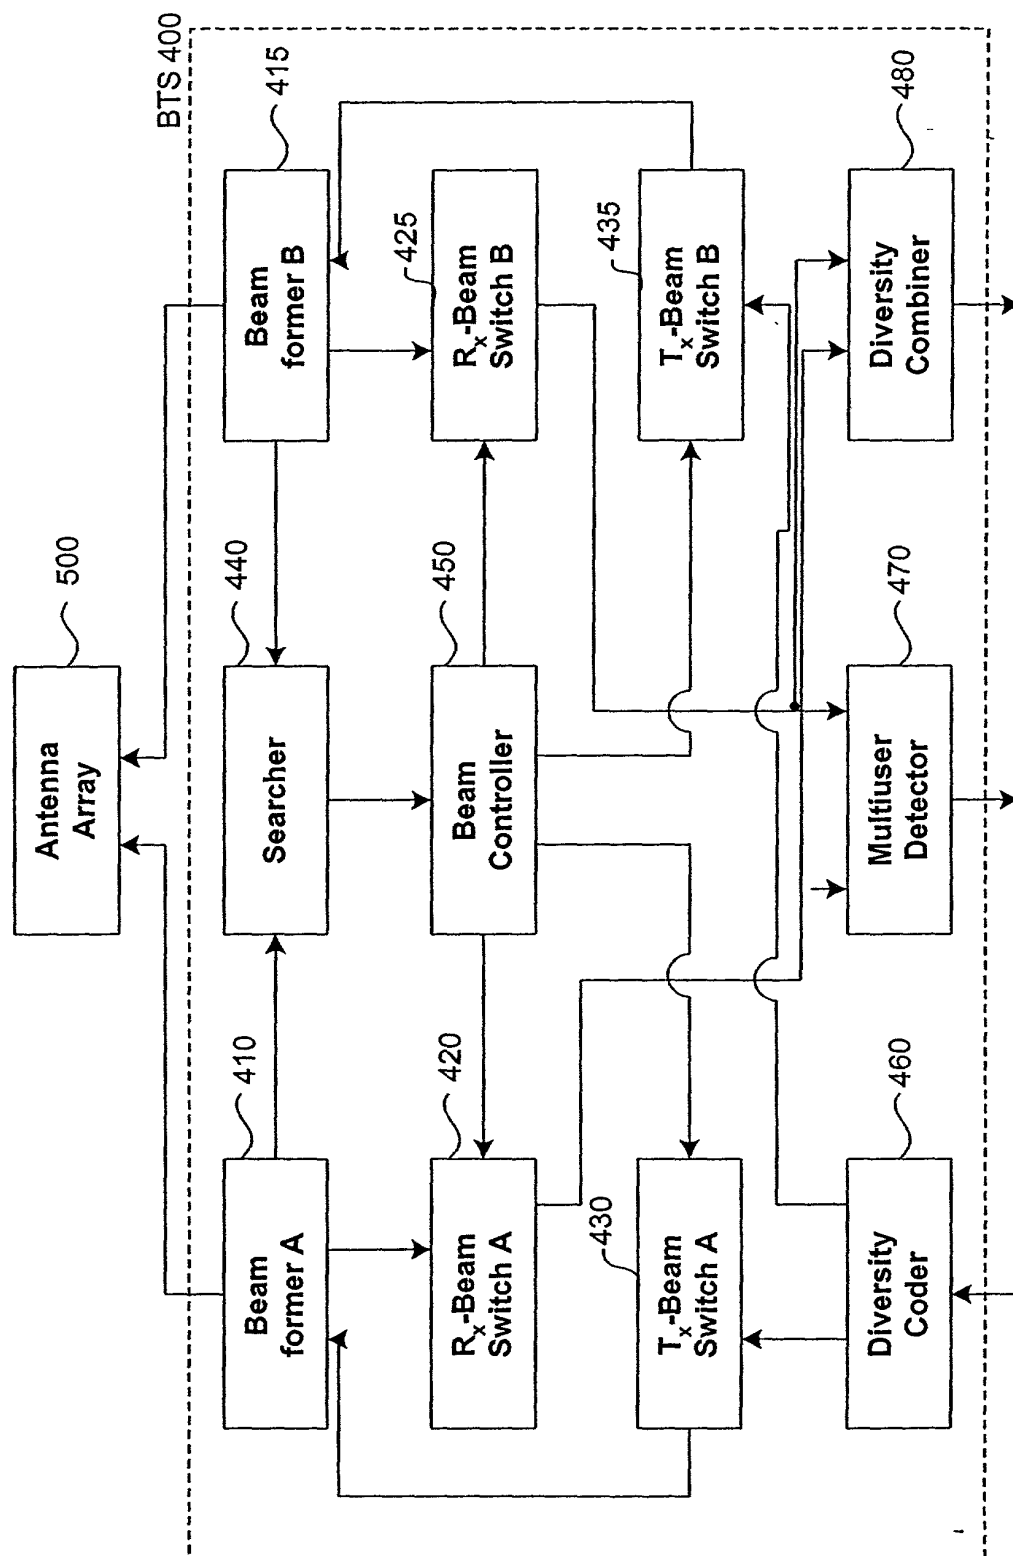 Antenna
Array
500
BTS 400
Beam
former A
410
Searcher
440
Beam
former B
415
Rx-Beam
Switch A
420
Beam
Controller
450
Rx-Beam
Switch B
425
Tx-Beam
Switch A
430
Tx-Beam
Switch B
435
Diversity
Coder
460
Multiuser
Detector
470
Diversity
Combiner
480